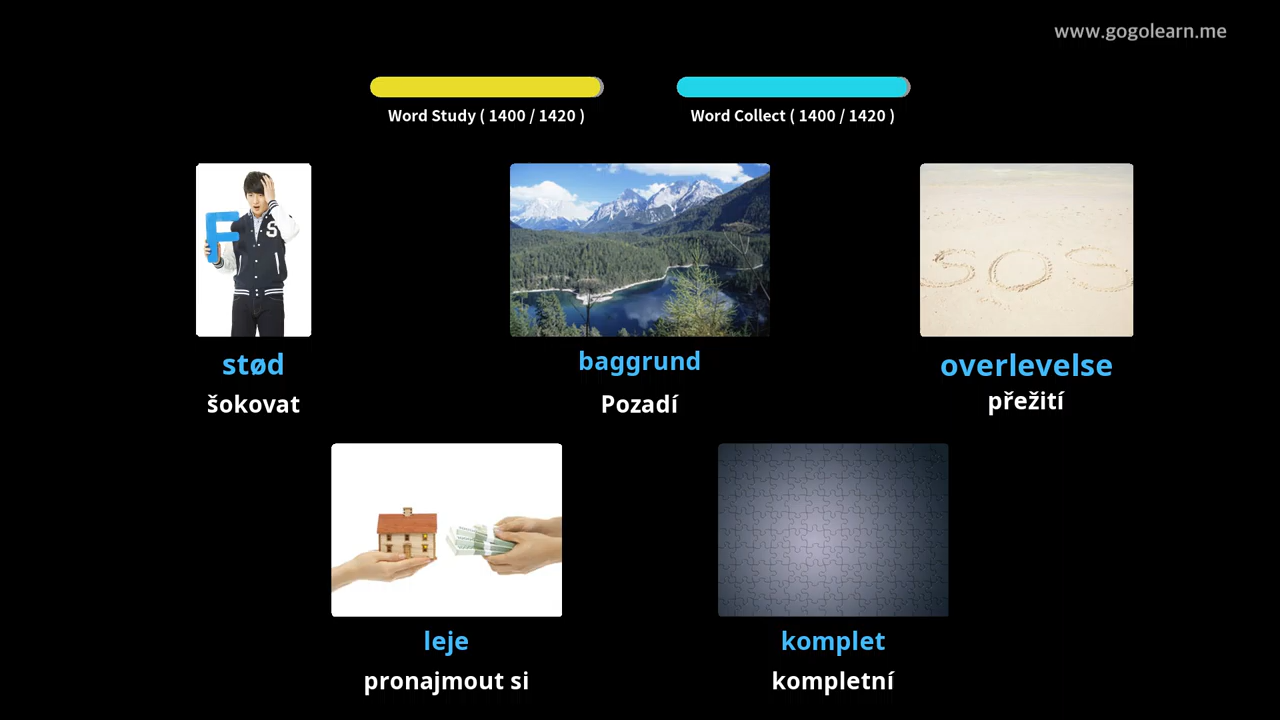 www.gogolearn.me
Word Study ( 1400 / 1420 )
Word Collect ( 1400 / 1420 )
F
S
SOS
stød
baggrund
overlevelse
šokovat
Pozadí
přežití
leje
komplet
pronajmout si
kompletní